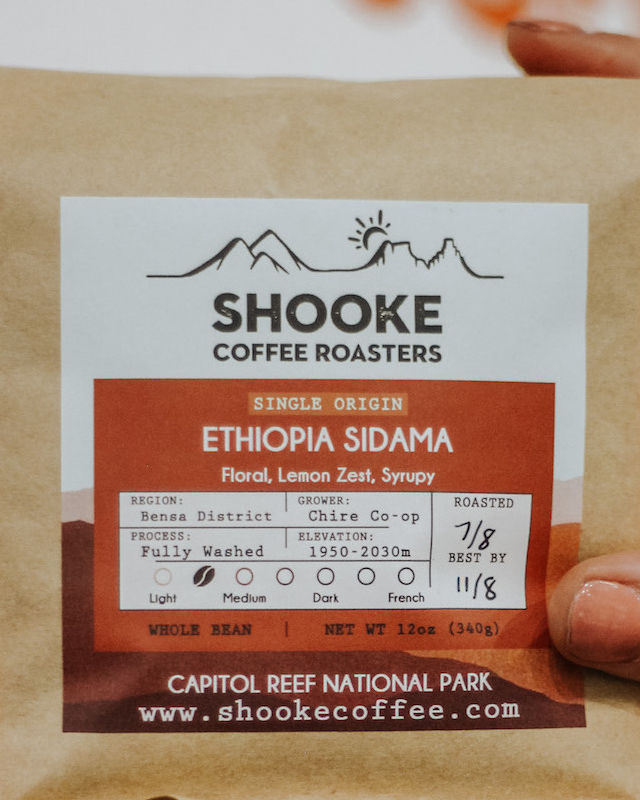 SHOOKE
COFFEE ROASTERS
SINGLE ORIGIN
ETHIOPIA SIDAMA
Floral, Lemon Zest, Syrupy
REGION:
Bensa District
GROWER:
Chire Co-op
PROCESS:
Fully Washed
ELEVATION:
1950-2030m
ROASTED
7/8
BEST BY
11/8
Light Medium Dark French
WHOLE BEAN | NET WT 12oz (340g)
CAPITOL REEF NATIONAL PARK
www.shookecoffee.com